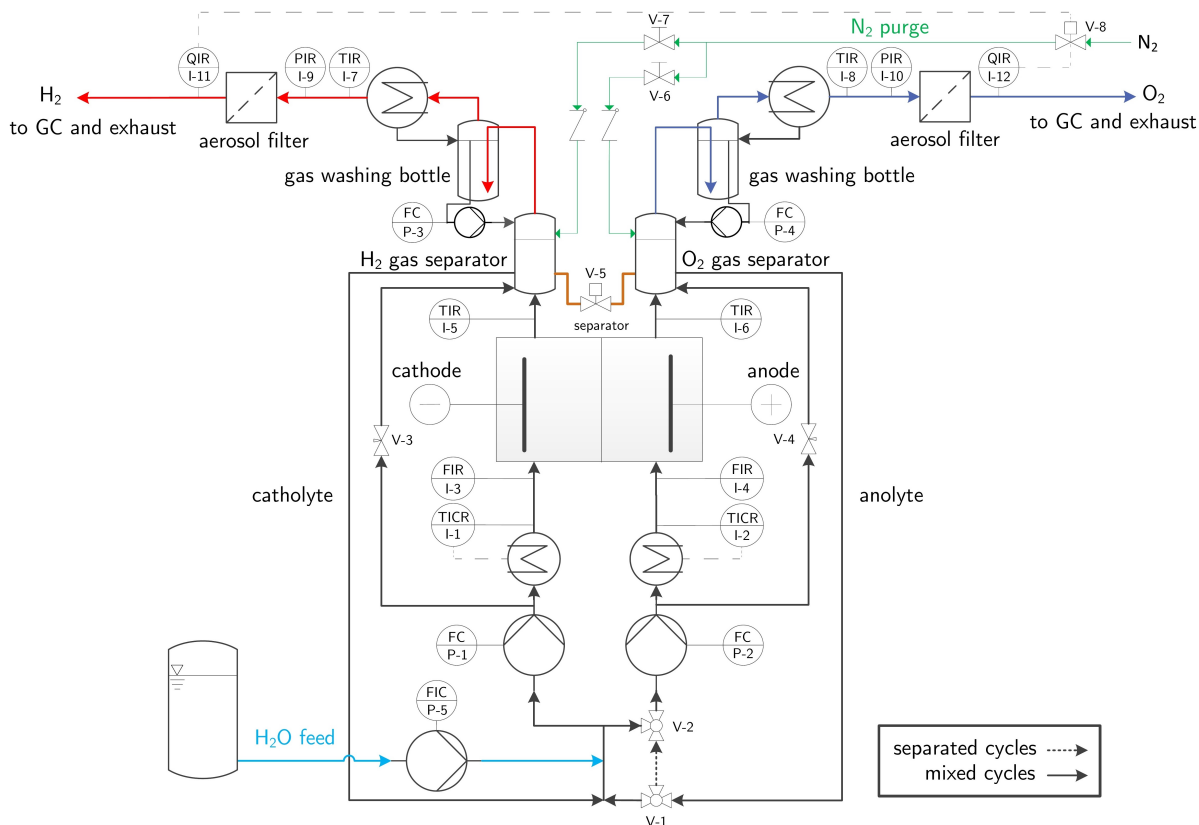 V-7
N₂ purge
V-8
QIR
I-11
PIR
I-9
TIR
I-7
TIR
I-8
PIR
I-10
QIR
I-12
N₂
V-6
H₂
to GC and exhaust
aerosol filter
aerosol filter
O₂
to GC and exhaust
gas washing bottle
gas washing bottle
FC
P-3
FC
P-4
H₂ gas separator
V-5
O₂ gas separator
TIR
I-5
separator
TIR
I-6
cathode
anode
V-3
V-4
FIR
I-3
FIR
I-4
catholyte
anolyte
TICR
I-1
TICR
I-2
FC
P-1
FC
P-2
FIC
P-5
V-2
H₂O feed
separated cycles
mixed cycles
V-1